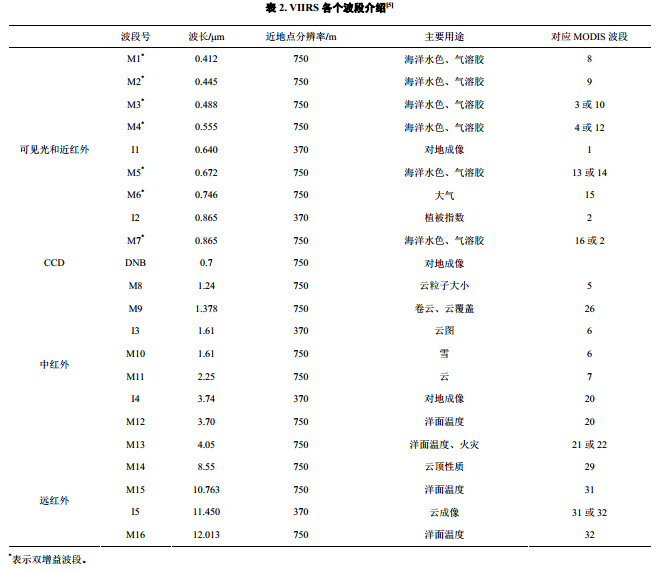 表 2. VIIRS 各个波段介绍[5]
波段号 波长/μm 近地点分辨率/m 主要用途 对应 MODIS 波段
M1* 0.412 750 海洋水色、气溶胶 8
M2* 0.445 750 海洋水色、气溶胶 9
M3* 0.488 750 海洋水色、气溶胶 3 或 10
M4* 0.555 750 海洋水色、气溶胶 4 或 12
可见光和近红外 I1 0.640 370 对地成像 1
M5* 0.672 750 海洋水色、气溶胶 13 或 14
M6* 0.746 750 大气 15
I2 0.865 370 植被指数 2
M7* 0.865 750 海洋水色、气溶胶 16 或 2
CCD DNB 0.7 750 对地成像
M8 1.24 750 云粒子大小 5
M9 1.378 750 卷云、云覆盖 26
I3 1.61 370 云图 6
M10 1.61 750 雪 6
中红外 M11 2.25 750 云 7
I4 3.74 370 对地成像 20
M12 3.70 750 洋面温度 20
M13 4.05 750 洋面温度、火灾 21 或 22
M14 8.55 750 云顶性质 29
M15 10.763 750 洋面温度 31
远红外 I5 11.450 370 云成像 31 或 32
M16 12.013 750 洋面温度 32
*表示双增益波段。